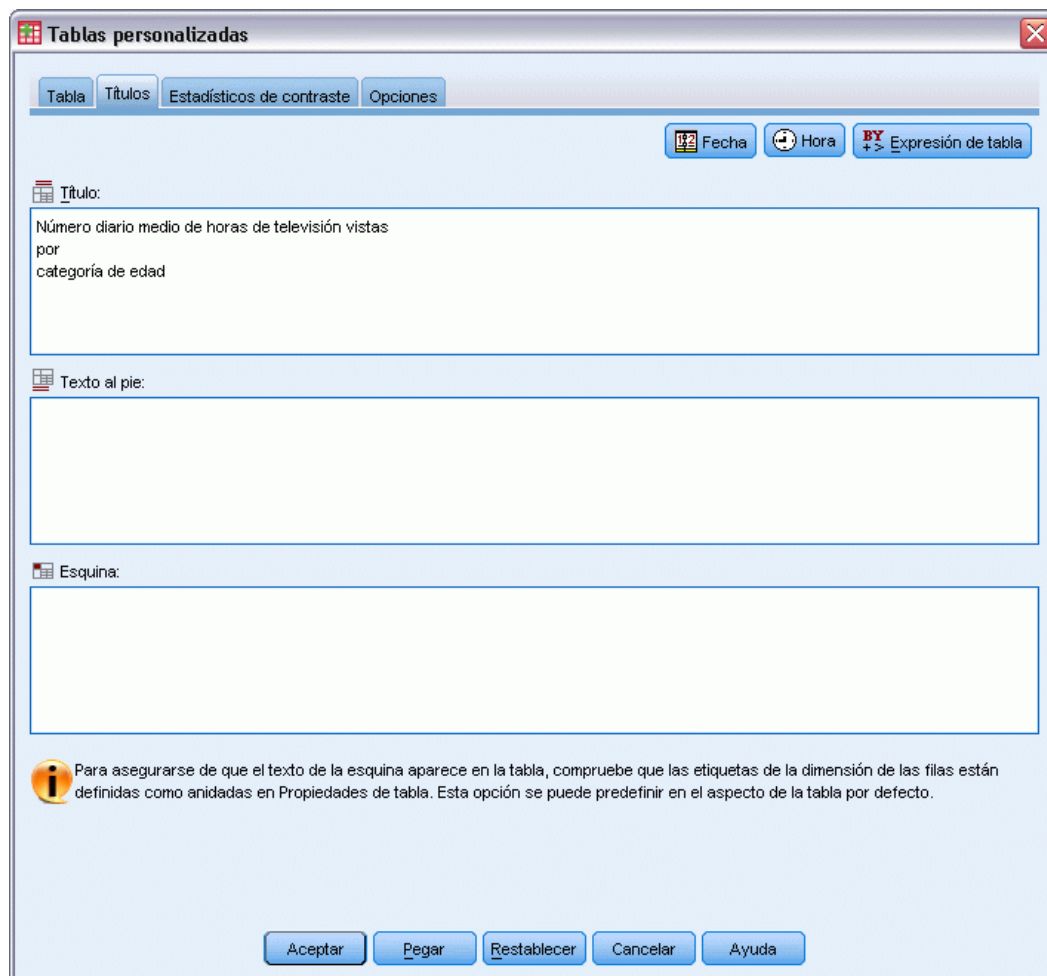 Tablas personalizadas
Tabla Títulos Estadísticos de contraste Opciones
Fecha Hora BY + > Expresión de tabla
Título:
Número diario medio de horas de televisión vistas
por
categoría de edad
Texto al pie:
Esquina:
Para asegurarse de que el texto de la esquina aparece en la tabla, compruebe que las etiquetas de la dimensión de las filas están
definidas como anidadas en Propiedades de tabla. Esta opción se puede predefinir en el aspecto de la tabla por defecto.
Aceptar Pegar Restablecer Cancelar Ayuda